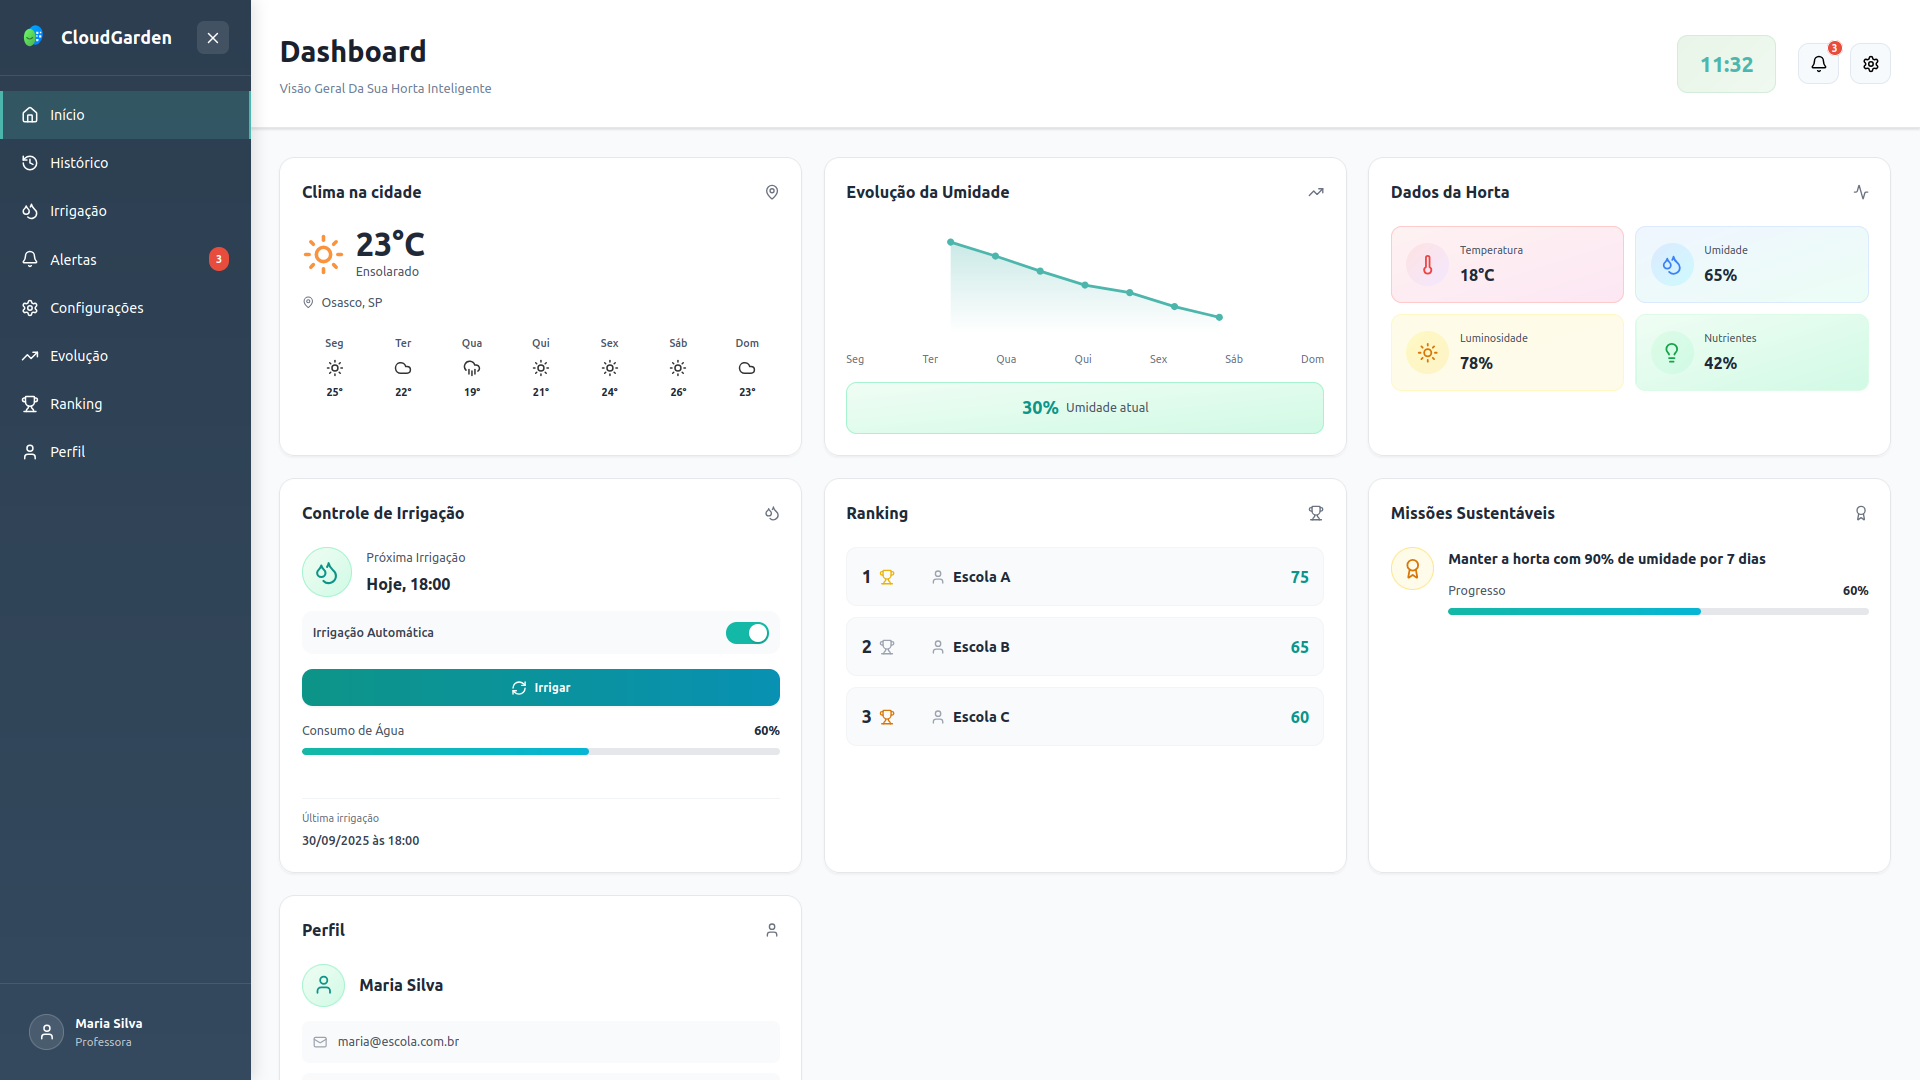 CloudGarden
Início
Histórico
Irrigação
Alertas
3
Configurações
Evolução
Ranking
Perfil
Maria Silva
Professora
Dashboard
Visão Geral Da Sua Horta Inteligente
11:32
3
Clima na cidade
23°C
Ensolarado
Osasco, SP
Seg Ter Qua Qui Sex Sáb Dom
25° 22° 19° 21° 24° 26° 23°
Evolução da Umidade
Seg Ter Qua Qui Sex Sáb Dom
30% Umidade atual
Dados da Horta
Temperatura
18°C
Umidade
65%
Luminosidade
78%
Nutrientes
42%
Controle de Irrigação
Próxima Irrigação
Hoje, 18:00
Irrigação Automática
Irrigar
Consumo de Água 60%
Última irrigação
30/09/2025 às 18:00
Ranking
1 Escola A 75
2 Escola B 65
3 Escola C 60
Missões Sustentáveis
Manter a horta com 90% de umidade por 7 dias
Progresso 60%
Perfil
Maria Silva
maria@escola.com.br